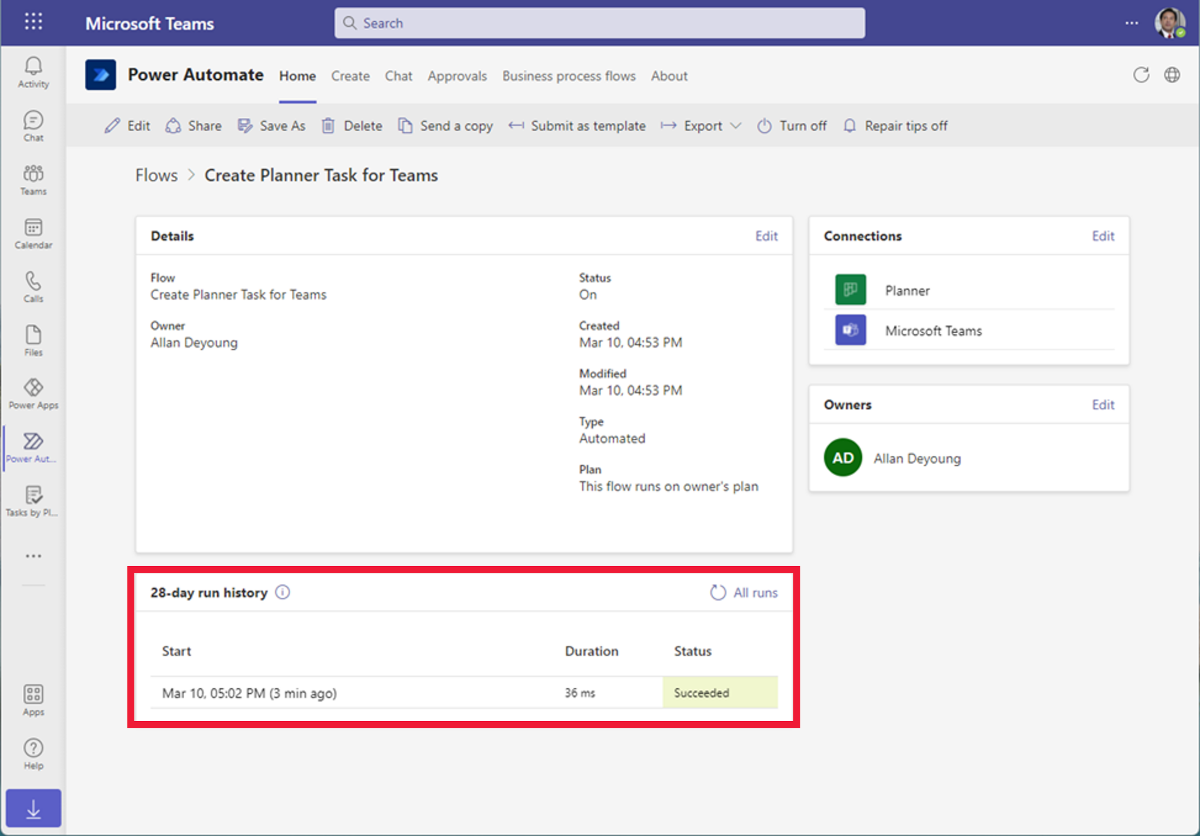 Microsoft Teams
Search
Activity
Chat
Teams
Calendar
Calls
Files
Power Apps
Power Aut...
Tasks by Pl...
Apps
Help
Power Automate Home Create Chat Approvals Business process flows About
Edit Share Save As Delete Send a copy Submit as template Export Turn off Repair tips off
Flows > Create Planner Task for Teams
Details Edit
Flow
Create Planner Task for Teams
Owner
Allan Deyoung
Status
On
Created
Mar 10, 04:53 PM
Modified
Mar 10, 04:53 PM
Type
Automated
Plan
This flow runs on owner's plan
Connections Edit
Planner
Microsoft Teams
Owners Edit
AD Allan Deyoung
28-day run history All runs
Start Duration Status
Mar 10, 05:02 PM (3 min ago) 36 ms Succeeded